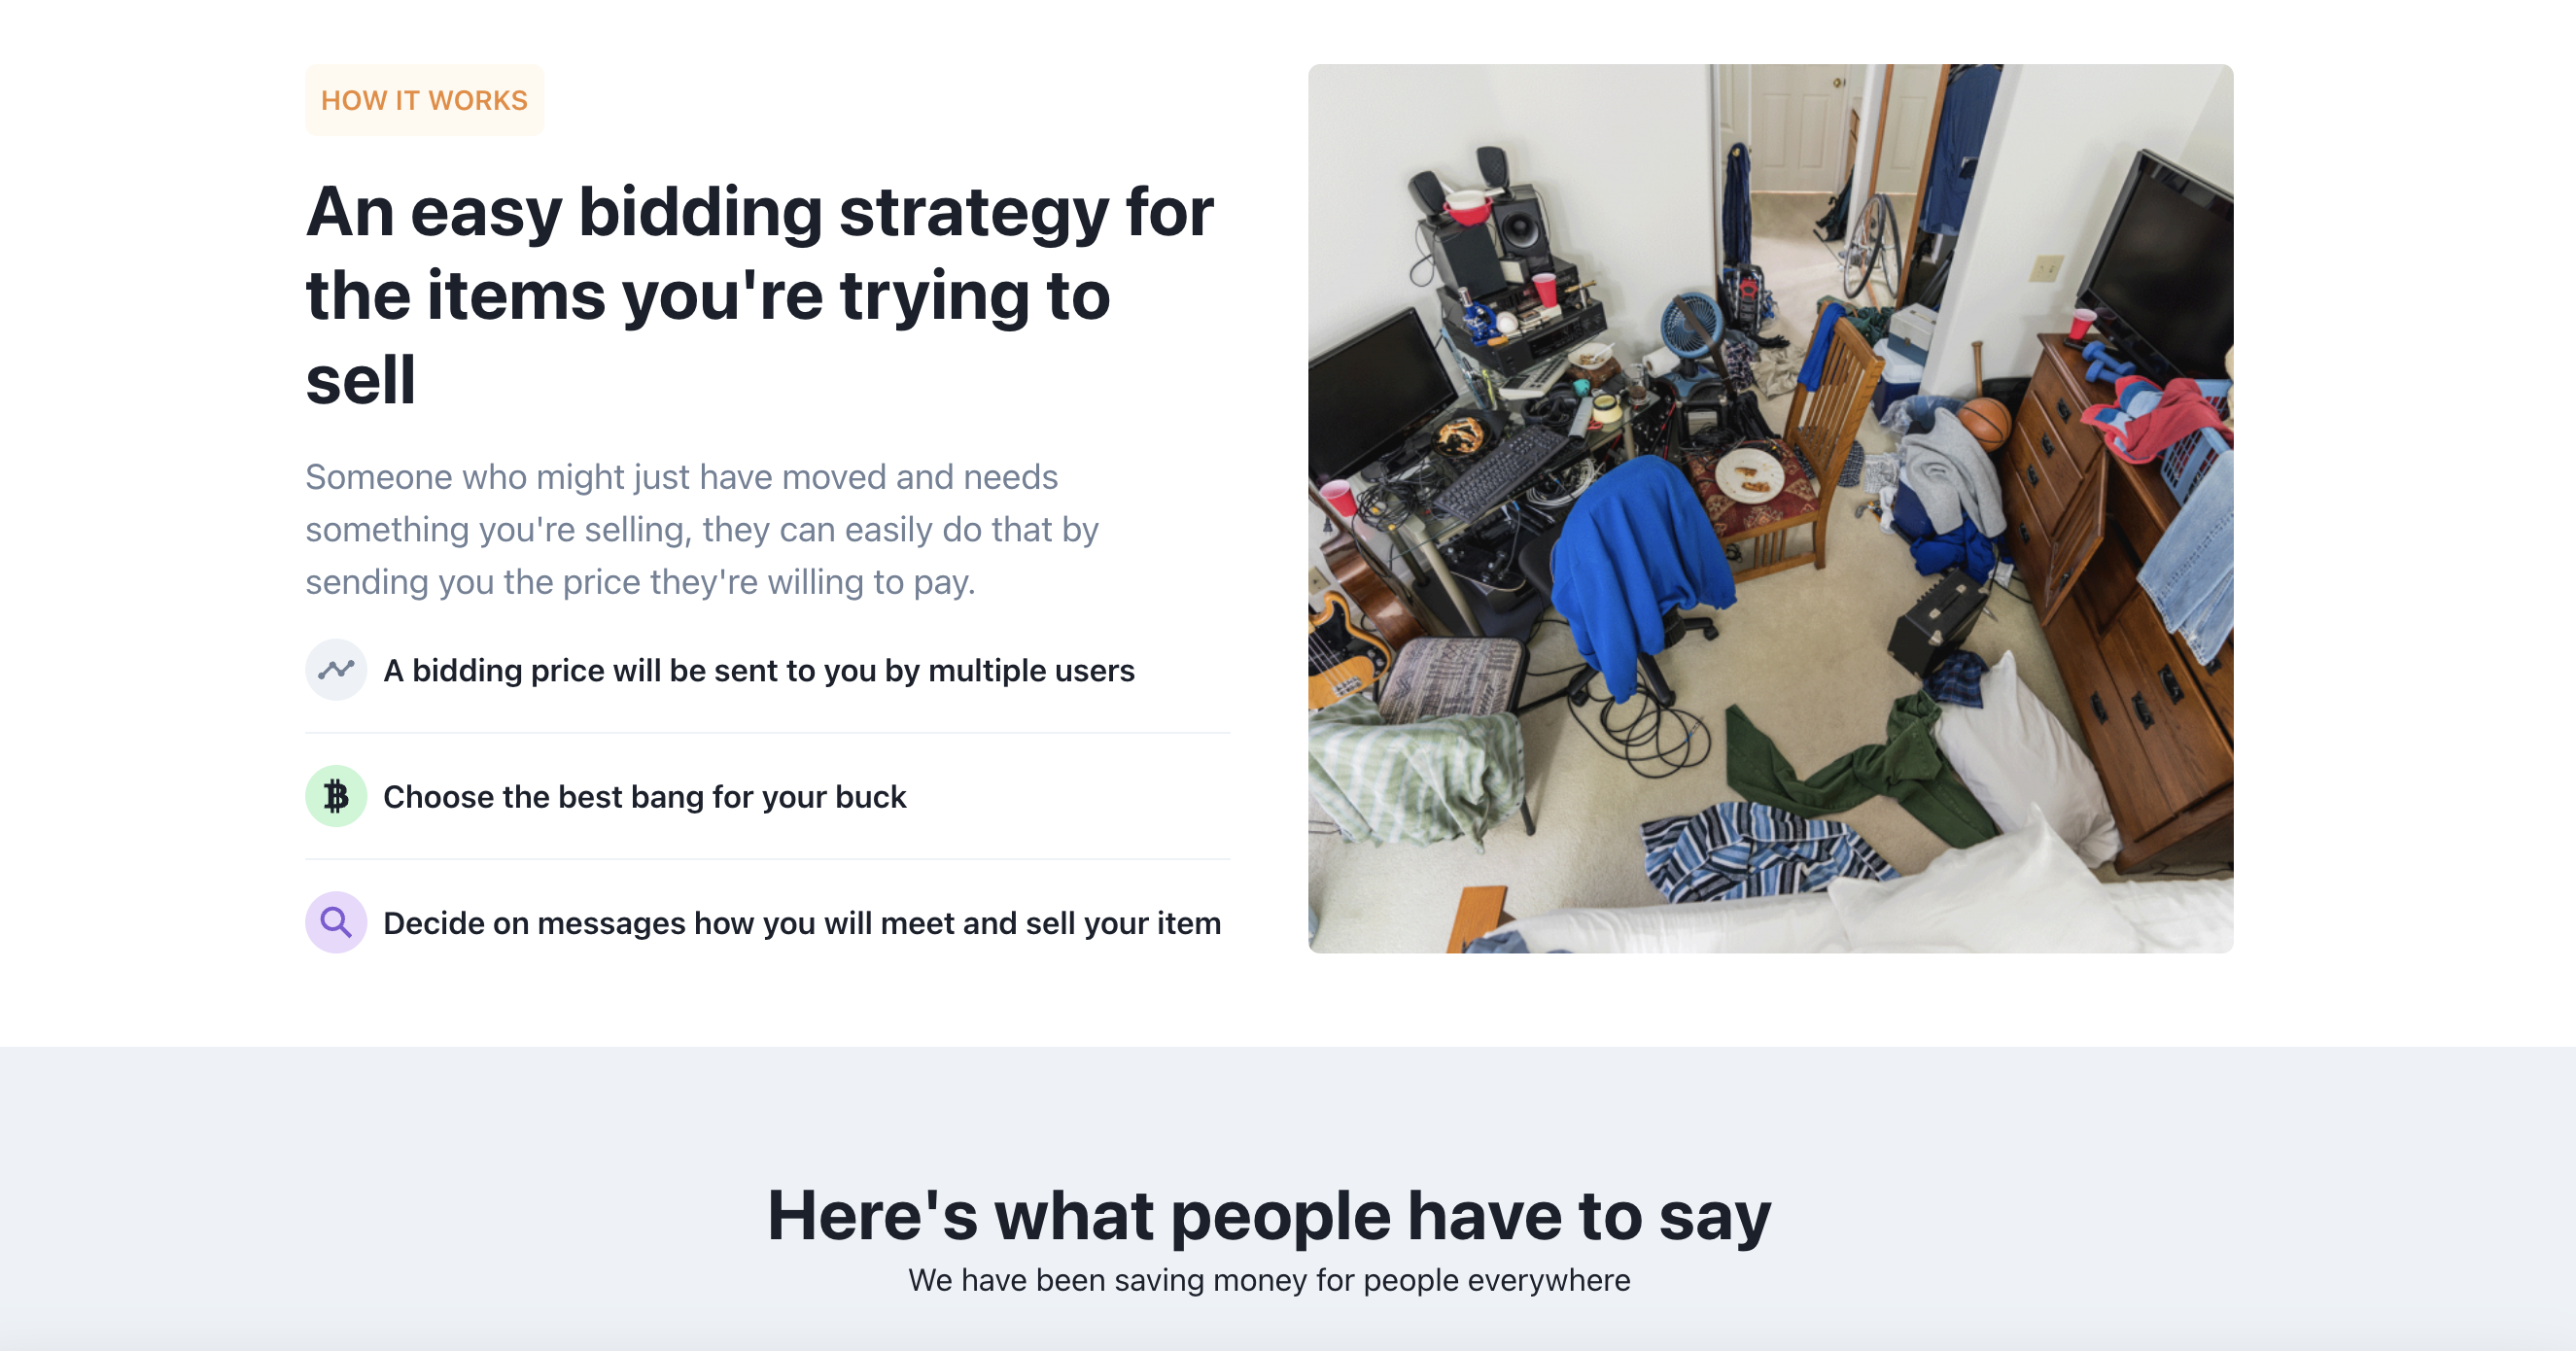 HOW IT WORKS
An easy bidding strategy for
the items you're trying to
sell
Someone who might just have moved and needs
something you're selling, they can easily do that by
sending you the price they're willing to pay.
A bidding price will be sent to you by multiple users
Choose the best bang for your buck
Decide on messages how you will meet and sell your item
Here's what people have to say
We have been saving money for people everywhere